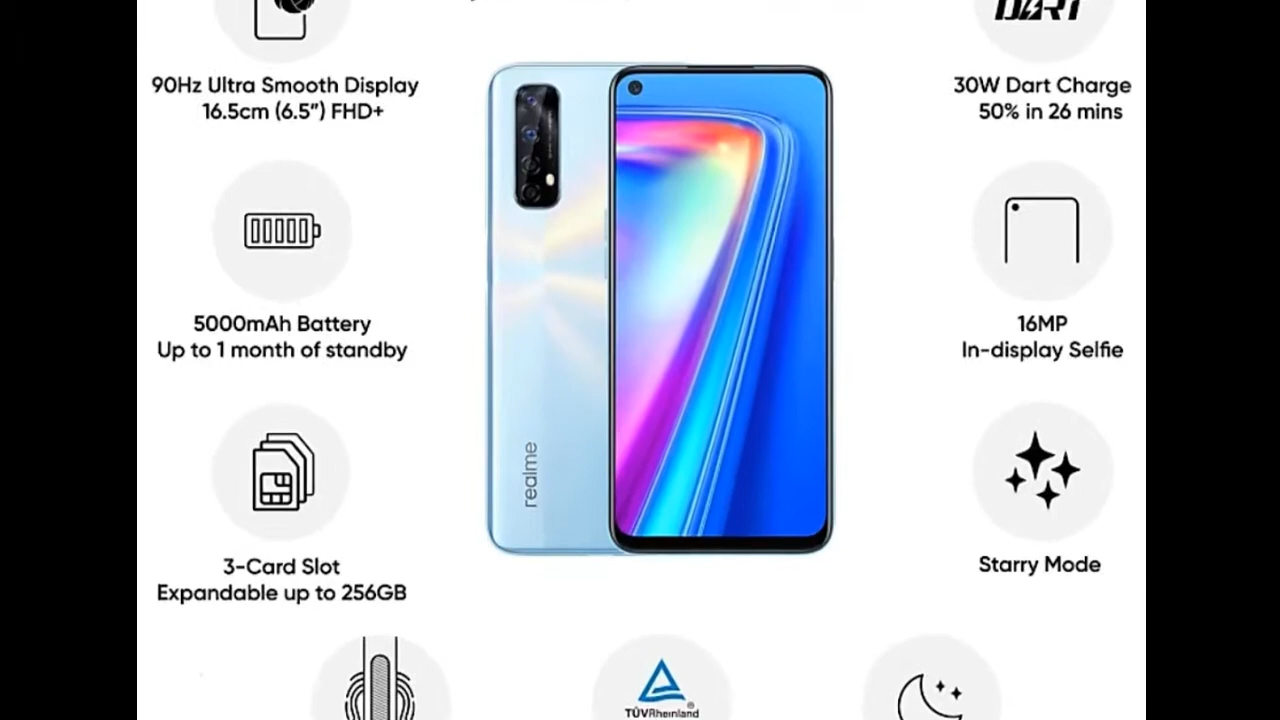 DART
90Hz Ultra Smooth Display
16.5cm (6.5") FHD+
30W Dart Charge
50% in 26 mins
5000mAh Battery
Up to 1 month of standby
16MP
In-display Selfie
realme
3-Card Slot
Expandable up to 256GB
Starry Mode
TÜVRheinland